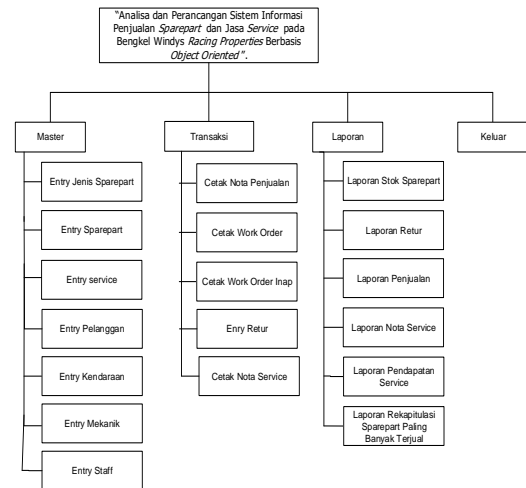 “Analisa dan Perancangan Sistem Informasi
Penjualan Sparepart dan Jasa Service pada
Bengkel Windys Racing Properties Berbasis
Object Oriented”.
Master
Transaksi
Laporan
Keluar
Entry Jenis Sparepart
Entry Sparepart
Entry service
Entry Pelanggan
Entry Kendaraan
Entry Mekanik
Entry Staff
Cetak Nota Penjualan
Cetak Work Order
Cetak Work Order Inap
Enry Retur
Cetak Nota Service
Laporan Stok Sparepart
Laporan Retur
Laporan Penjualan
Laporan Nota Service
Laporan Pendapatan
Service
Laporan Rekapitulasi
Sparepart Paling
Banyak Terjual